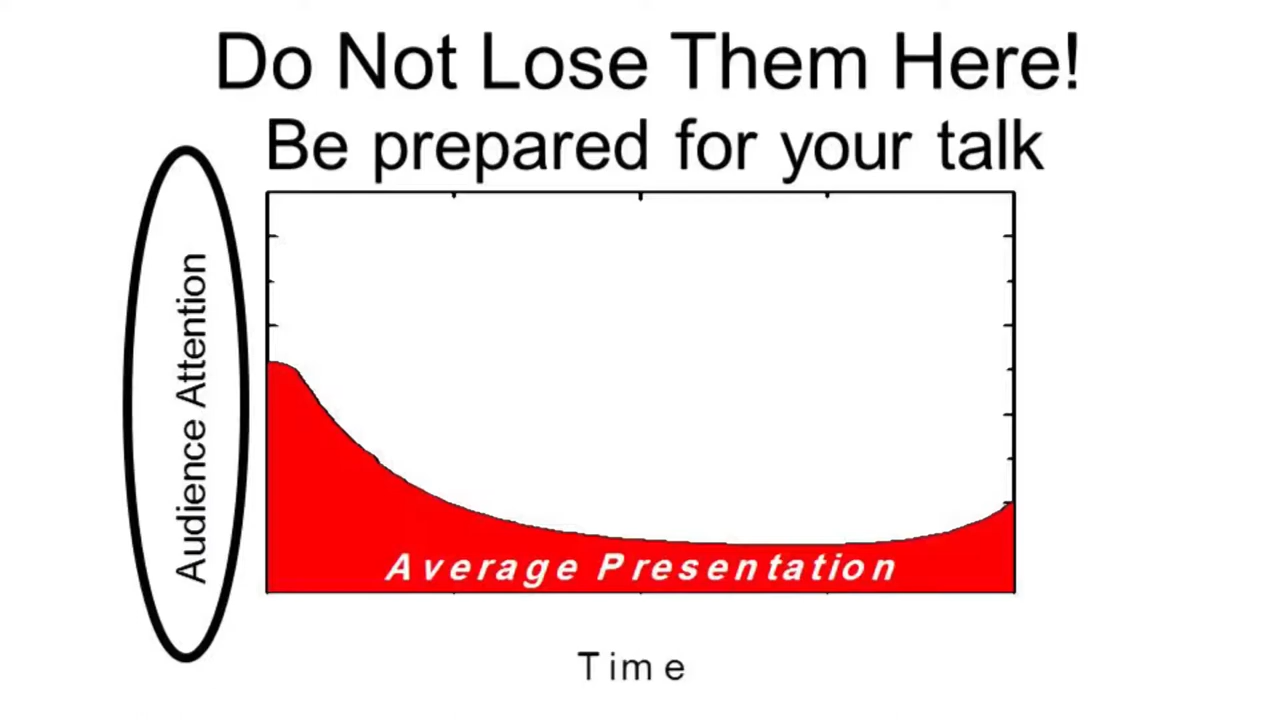 Do Not Lose Them Here!
Be prepared for your talk
Audience Attention
Average Presentation
Time